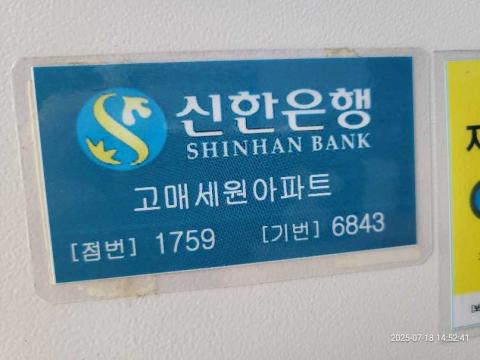 신한은행
SHINHAN BANK
고매세원아파트
[점번] 1759 [기번] 6843
2025-07-18 14:52:41